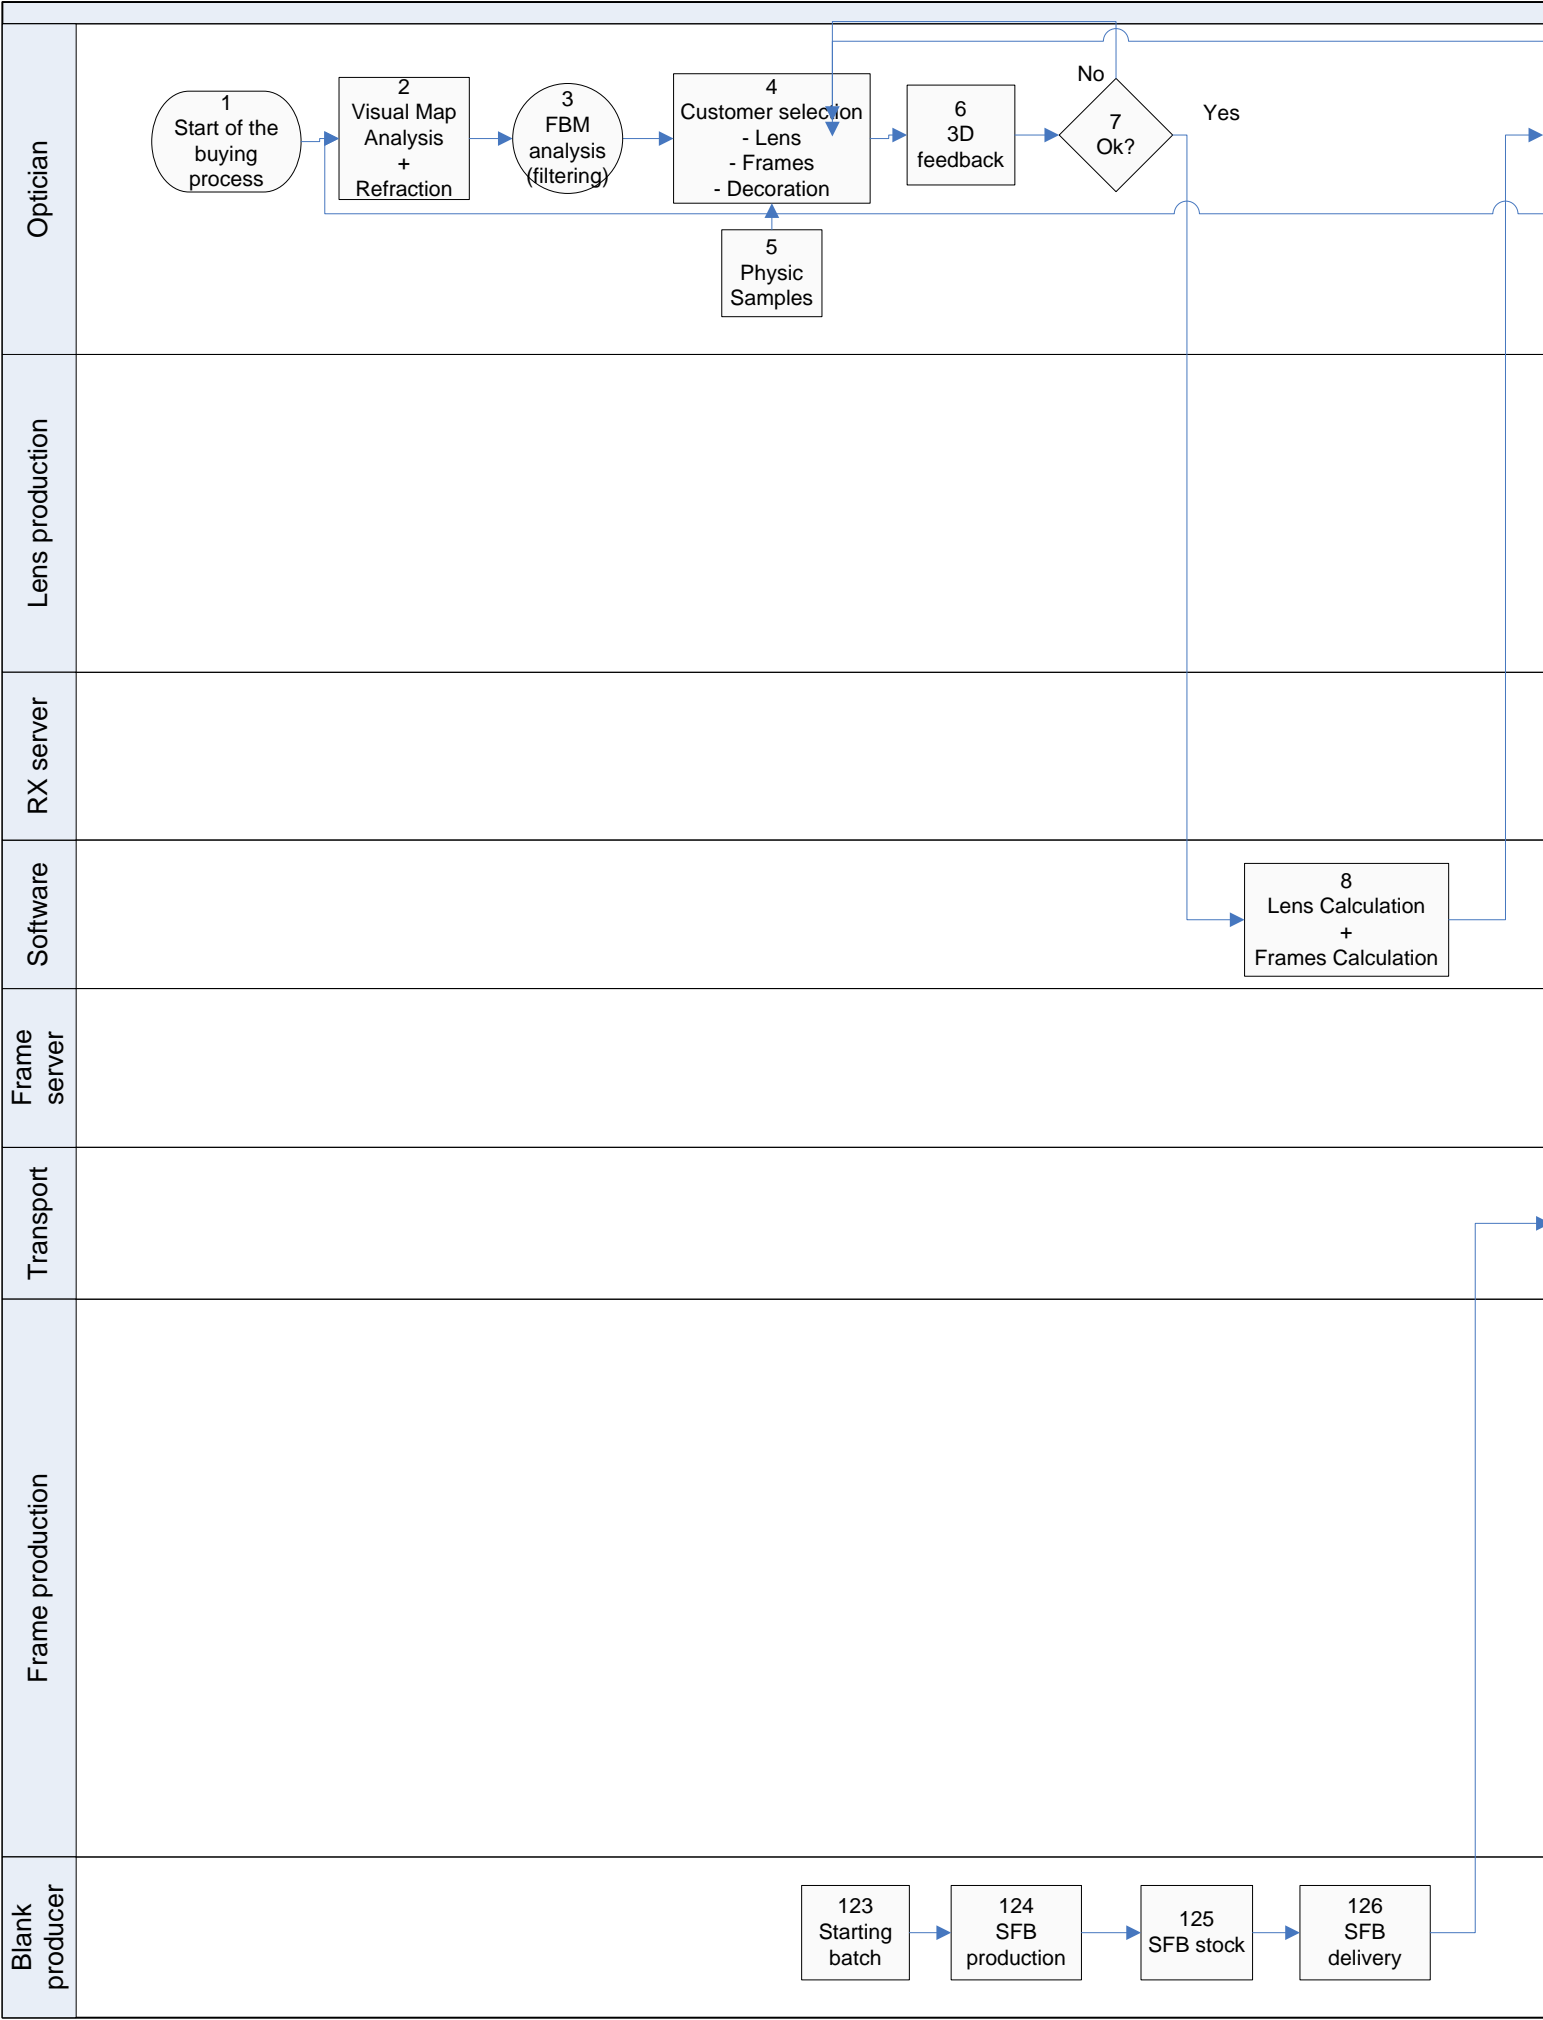 Optician
1
Start of the
buying
process
2
Visual Map
Analysis
+
Refraction
3
FBM
analysis
(filtering)
4
Customer selection
- Lens
- Frames
- Decoration
5
Physic
Samples
6
3D
feedback
No
7
Ok?
Yes
Lens production
RX server
Software
8
Lens Calculation
+
Frames Calculation
Frame
server
Transport
Frame production
Blank
producer
123
Starting
batch
124
SFB
production
125
SFB stock
126
SFB
delivery